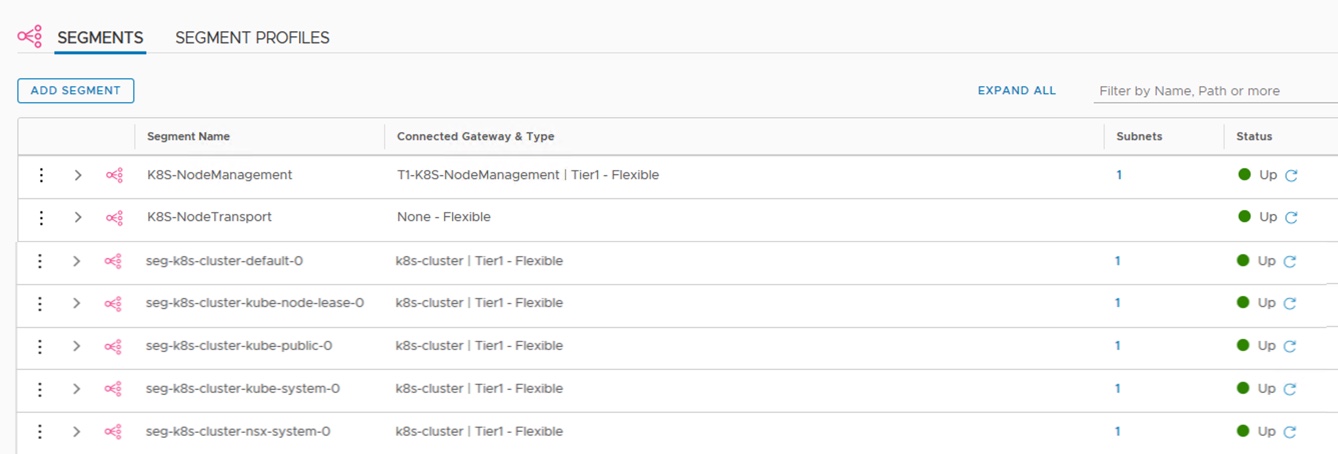 SEGMENTS SEGMENT PROFILES
ADD SEGMENT EXPAND ALL Filter by Name, Path or more
Segment Name Connected Gateway & Type Subnets Status
K8S-NodeManagement T1-K8S-NodeManagement | Tier1 - Flexible 1 Up
K8S-NodeTransport None - Flexible Up
seg-k8s-cluster-default-0 k8s-cluster | Tier1 - Flexible 1 Up
seg-k8s-cluster-kube-node-lease-0 k8s-cluster | Tier1 - Flexible 1 Up
seg-k8s-cluster-kube-public-0 k8s-cluster | Tier1 - Flexible 1 Up
seg-k8s-cluster-kube-system-0 k8s-cluster | Tier1 - Flexible 1 Up
seg-k8s-cluster-nsx-system-0 k8s-cluster | Tier1 - Flexible 1 Up